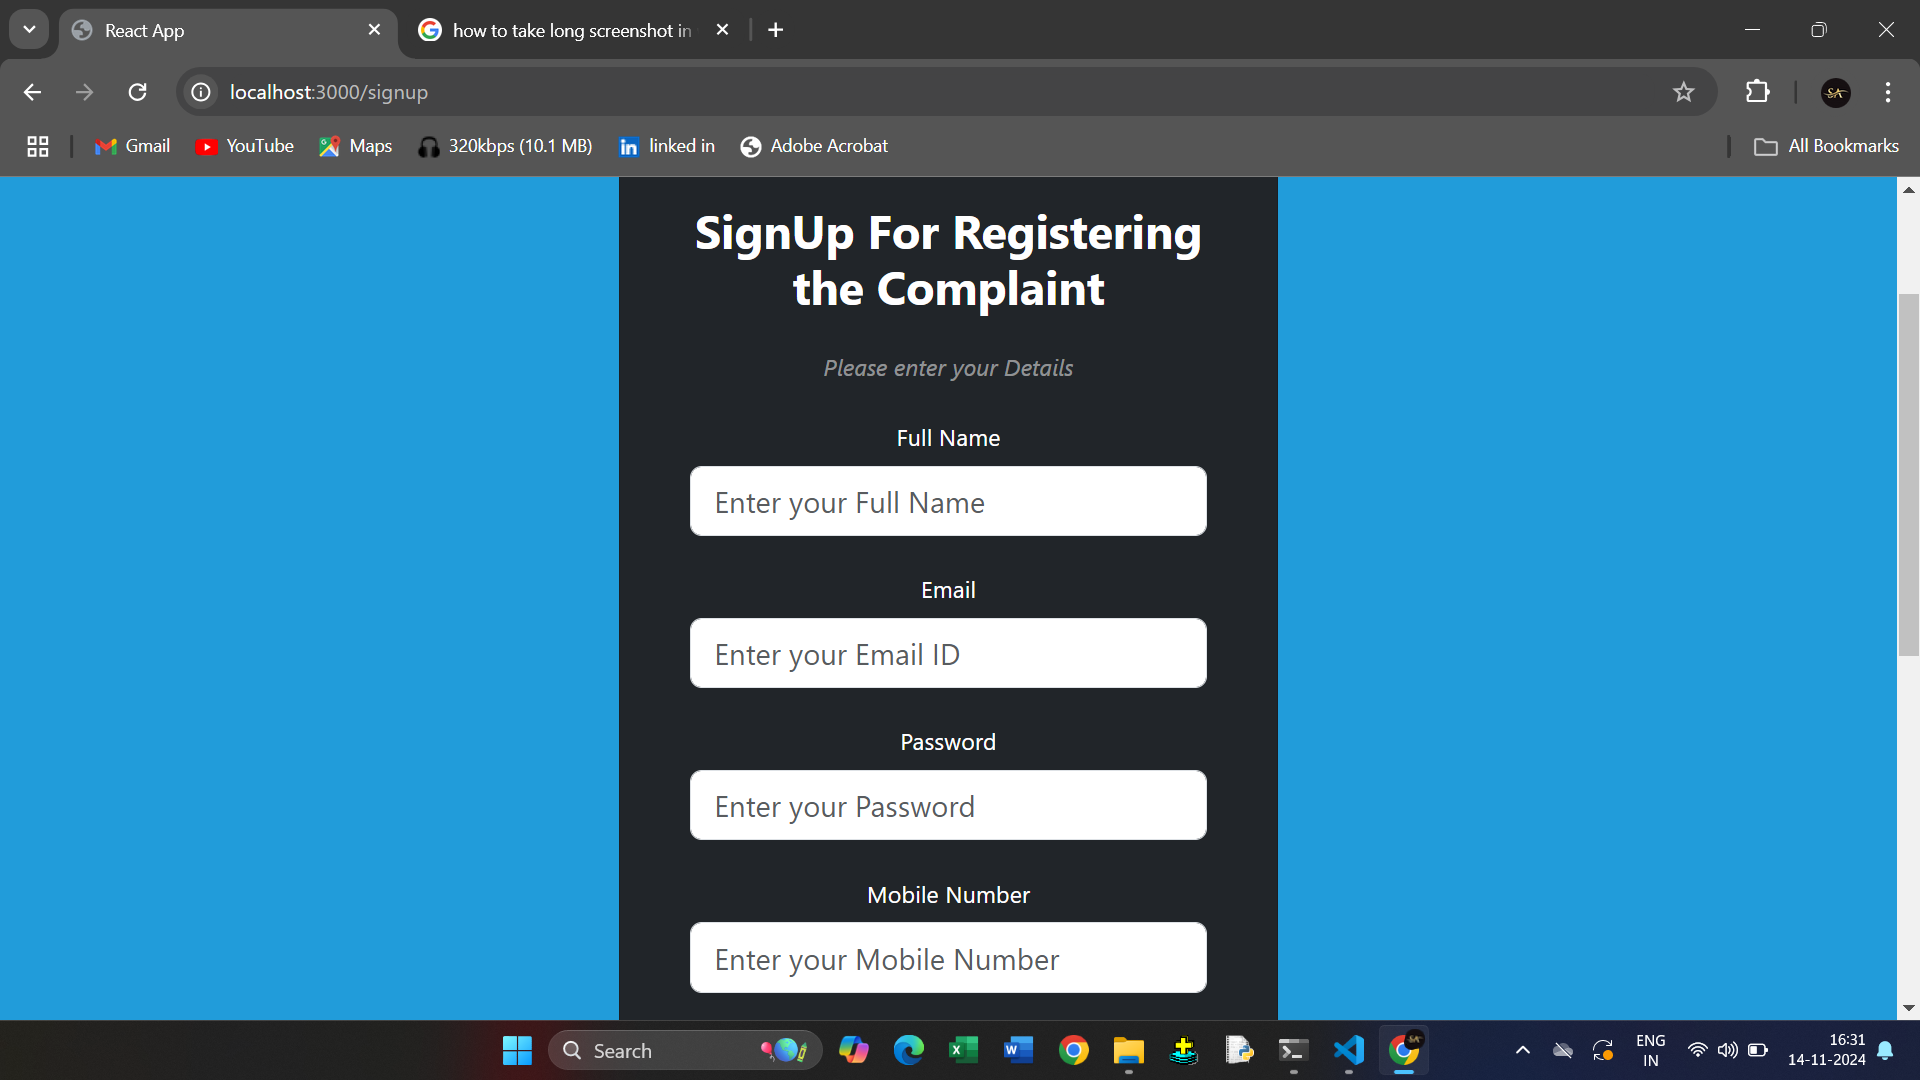 React App
how to take long screenshot in
localhost:3000/signup
Gmail
YouTube
Maps
320kbps (10.1 MB)
linked in
Adobe Acrobat
All Bookmarks
SignUp For Registering
the Complaint
Please enter your Details
Full Name
Enter your Full Name
Email
Enter your Email ID
Password
Enter your Password
Mobile Number
Enter your Mobile Number
Search
ENG
IN
16:31
14-11-2024